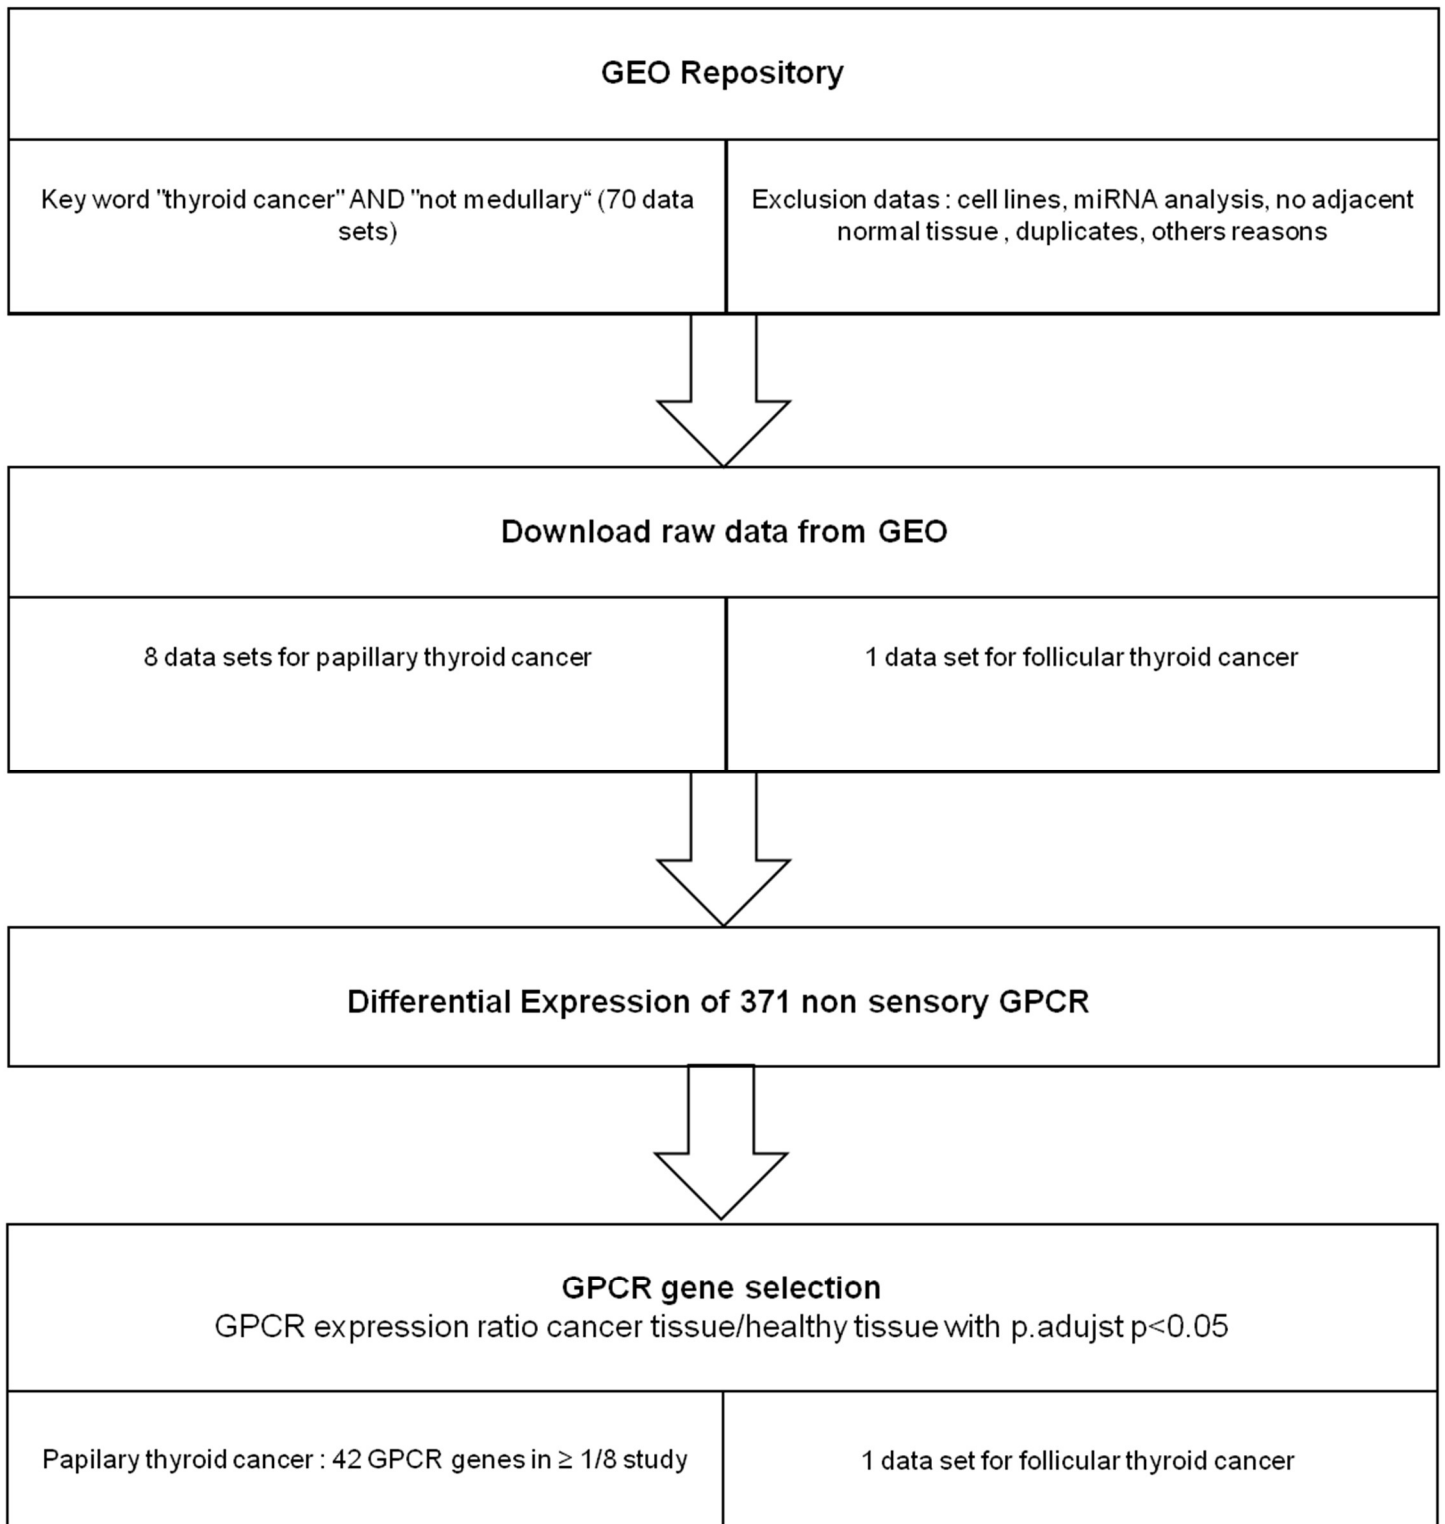 GEO Repository
Key word "thyroid cancer" AND "not medullary“ (70 data
sets)
Exclusion datas : cell lines, miRNA analysis, no adjacent
normal tissue , duplicates, others reasons
Download raw data from GEO
8 data sets for papillary thyroid cancer
1 data set for follicular thyroid cancer
Differential Expression of 371 non sensory GPCR
GPCR gene selection
GPCR expression ratio cancer tissue/healthy tissue with p.adujst p<0.05
Papilary thyroid cancer : 42 GPCR genes in ≥ 1/8 study
1 data set for follicular thyroid cancer